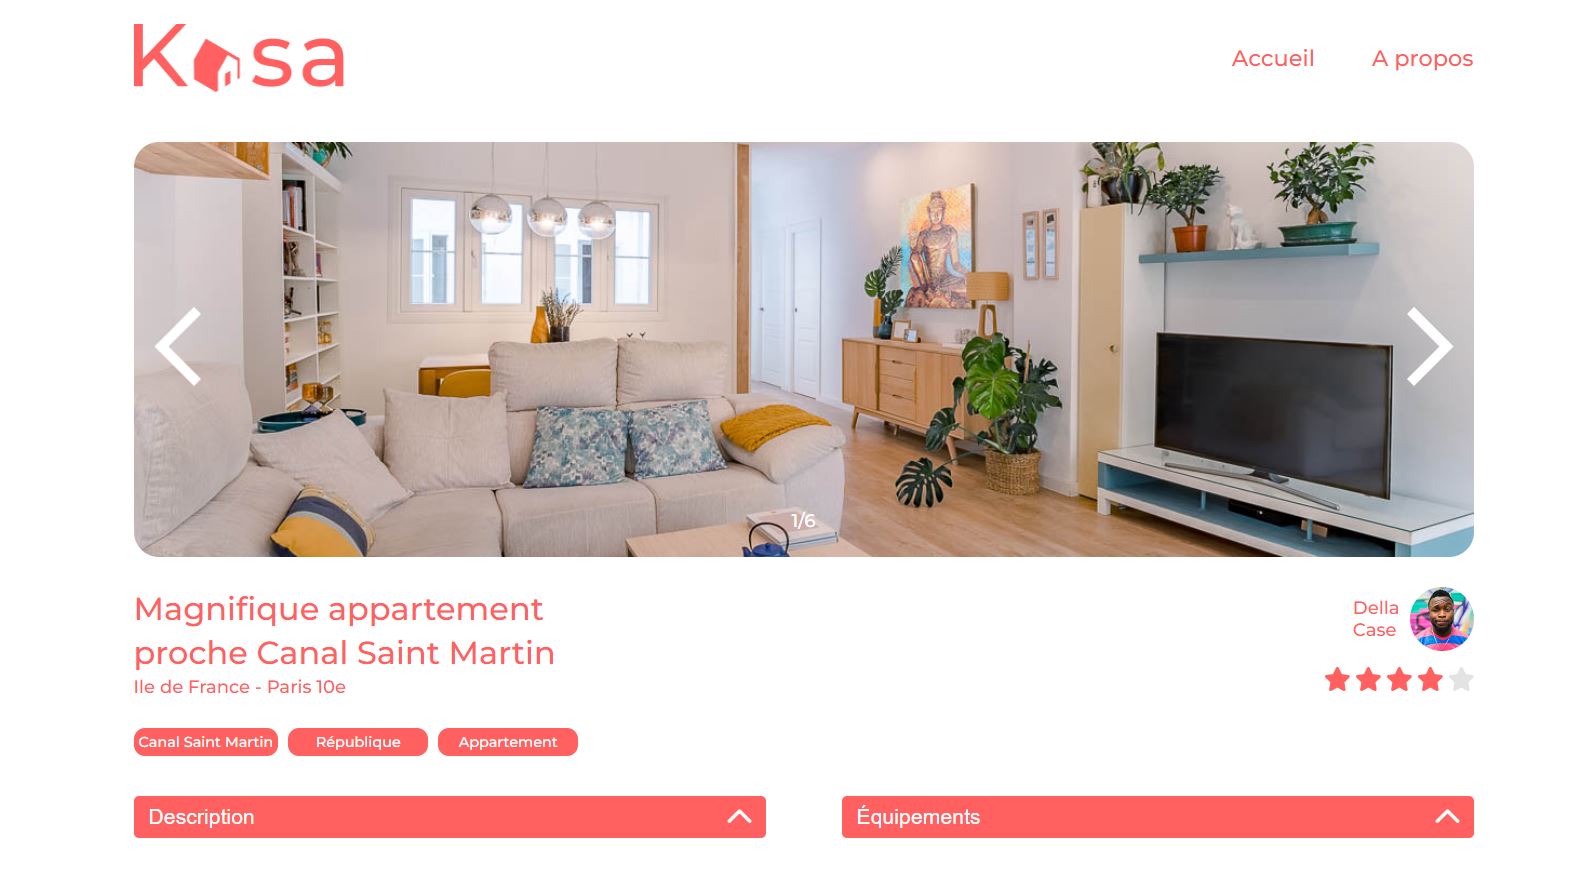 Kasa
Accueil
A propos
1/6
Magnifique appartement
proche Canal Saint Martin
Ile de France - Paris 10e
Della
Case
Canal Saint Martin
République
Appartement
Description
Équipements